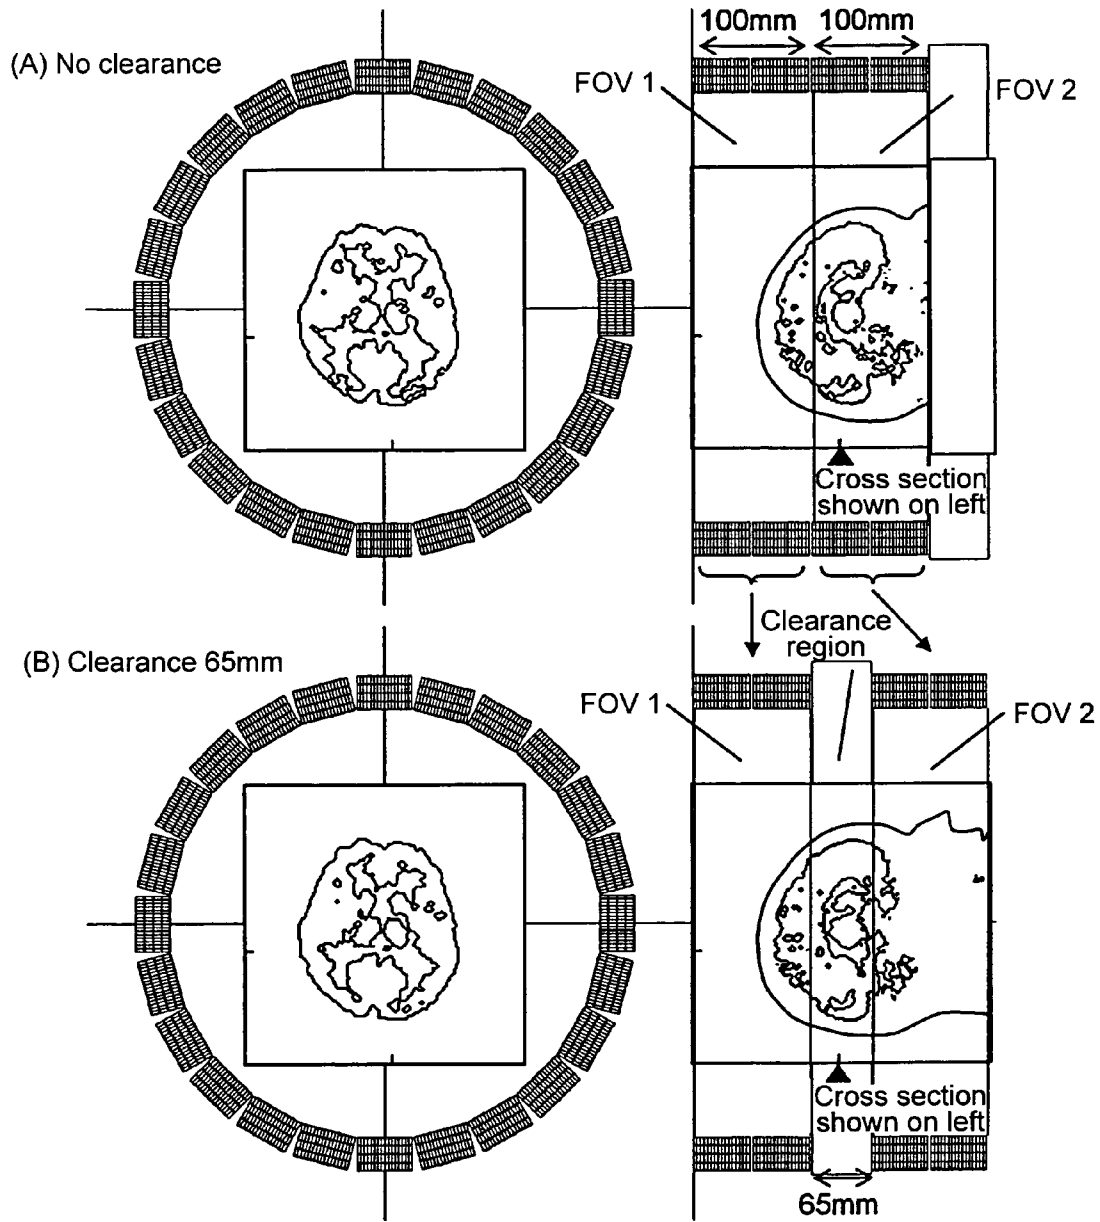 100mm
100mm
(A) No clearance
FOV 1
FOV 2
Cross section
shown on left
Clearance
region
(B) Clearance 65mm
FOV 1
FOV 2
Cross section
shown on left
65mm